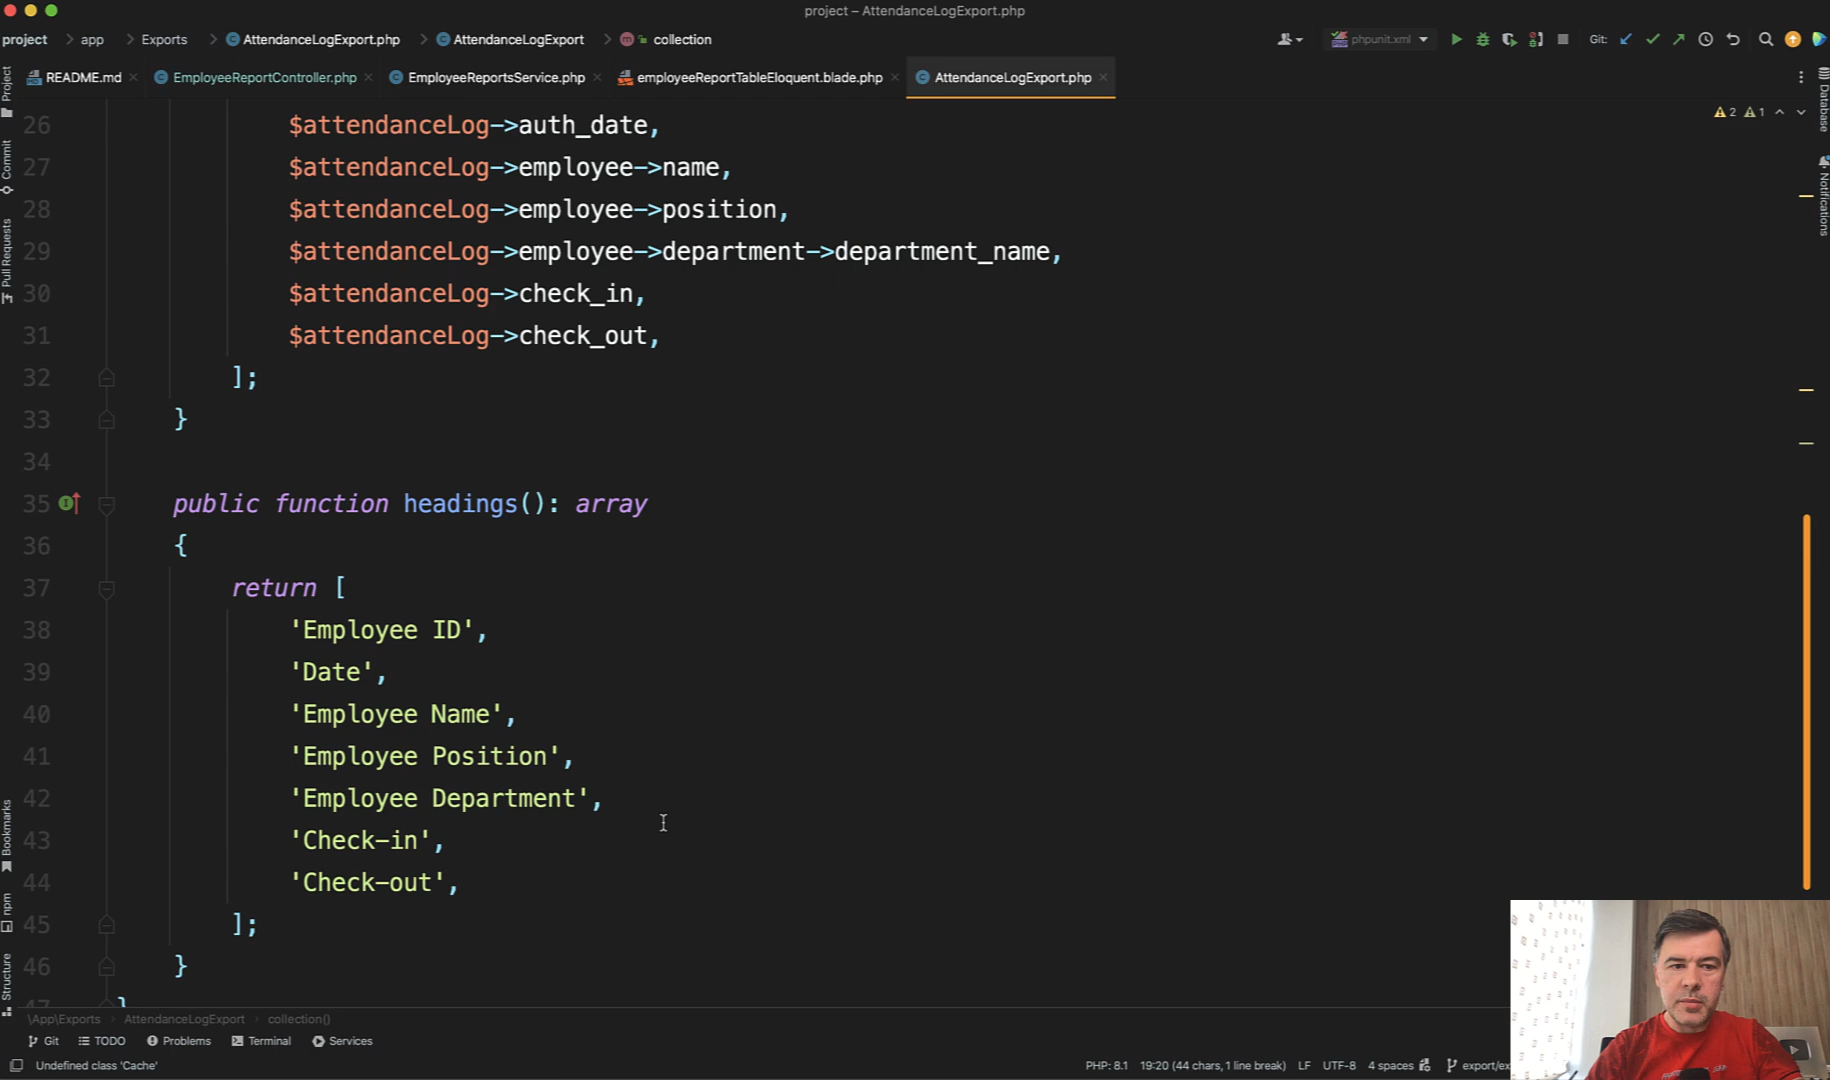 project – AttendanceLogExport.php
project > app > Exports > AttendanceLogExport.php > AttendanceLogExport > collection
phpunit.xml
Git:
README.md
EmployeeReportController.php
EmployeeReportsService.php
employeeReportTableEloquent.blade.php
AttendanceLogExport.php
2 1
26 $attendanceLog->auth_date,
27 $attendanceLog->employee->name,
28 $attendanceLog->employee->position,
29 $attendanceLog->employee->department->department_name,
30 $attendanceLog->check_in,
31 $attendanceLog->check_out,
32 ];
33 }
34
35 public function headings(): array
36 {
37 return [
38 'Employee ID',
39 'Date',
40 'Employee Name',
41 'Employee Position',
42 'Employee Department',
43 'Check-in',
44 'Check-out',
45 ];
46 }
47 }
Project
Commit
Pull Requests
Bookmarks
npm
Structure
Database
Notifications
\App\Exports > AttendanceLogExport > collection()
Git TODO Problems Terminal Services
Undefined class 'Cache'
PHP: 8.1 19:20 (44 chars, 1 line break) LF UTF-8 4 spaces export/ex